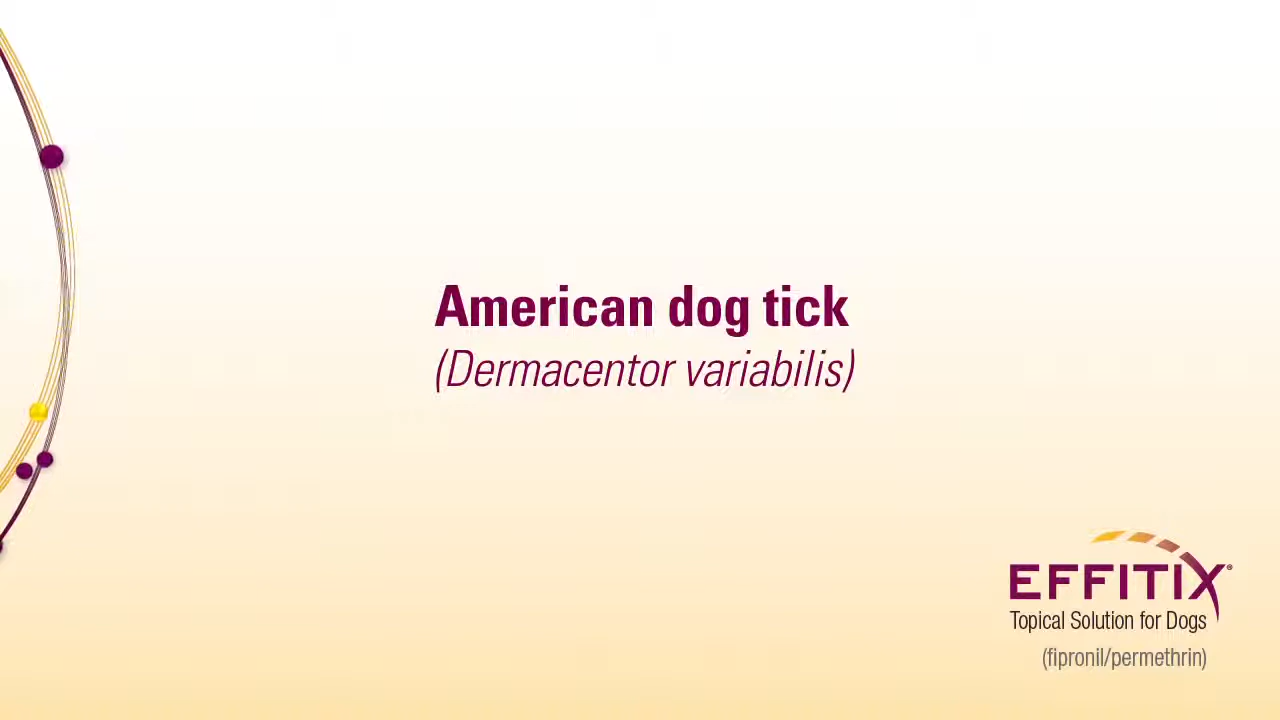 American dog tick
(Dermacentor variabilis)
EFFITIX®
Topical Solution for Dogs
(fipronil/permethrin)